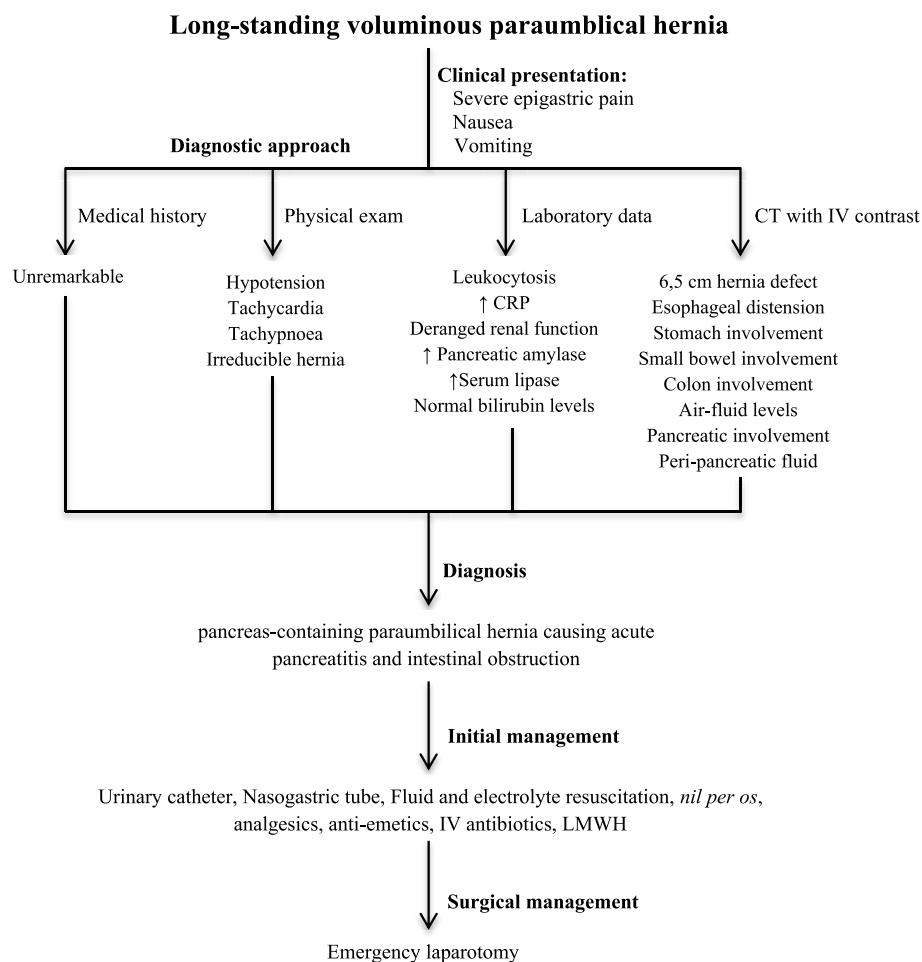 Long-standing voluminous paraumblical hernia
Clinical presentation:
Severe epigastric pain
Nausea
Vomiting
Diagnostic approach
Medical history
Physical exam
Laboratory data
CT with IV contrast
Unremarkable
Hypotension
Tachycardia
Tachypnoea
Irreducible hernia
Leukocytosis
↑ CRP
Deranged renal function
↑ Pancreatic amylase
↑Serum lipase
Normal bilirubin levels
6,5 cm hernia defect
Esophageal distension
Stomach involvement
Small bowel involvement
Colon involvement
Air-fluid levels
Pancreatic involvement
Peri-pancreatic fluid
Diagnosis
pancreas-containing paraumbilical hernia causing acute
pancreatitis and intestinal obstruction
Initial management
Urinary catheter, Nasogastric tube, Fluid and electrolyte resuscitation, nil per os,
analgesics, anti-emetics, IV antibiotics, LMWH
Surgical management
Emergency laparotomy